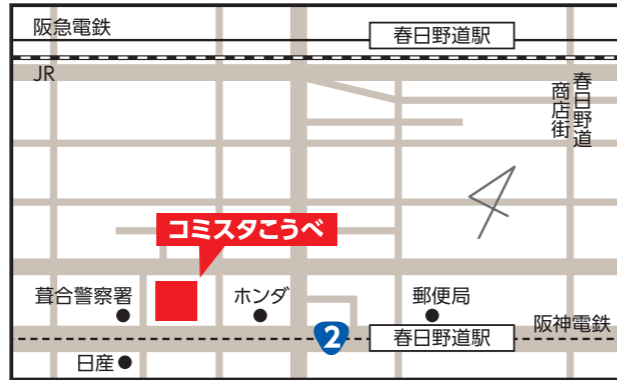 阪急電鉄
春日野道駅
JR
春日野道
商店街
コミスタこうべ
葺合警察署
ホンダ
郵便局
2
春日野道駅
阪神電鉄
日産